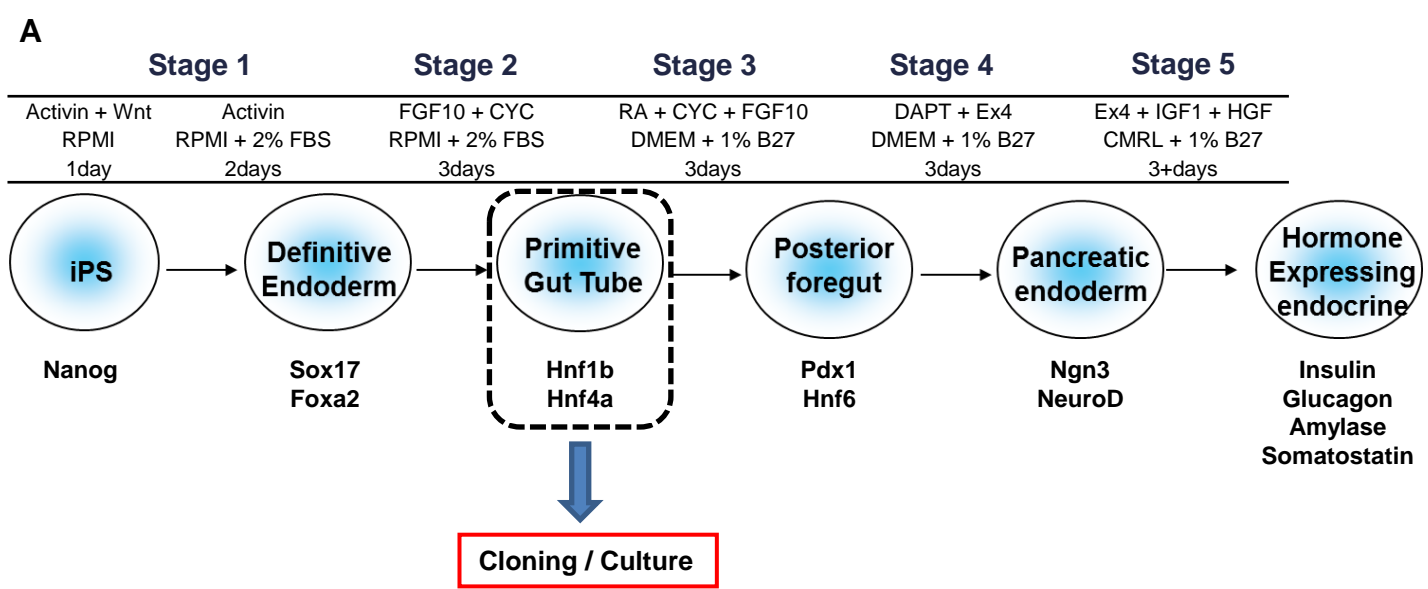 A
Stage 1
Stage 2
Stage 3
Stage 4
Stage 5
Activin + Wnt
RPMI
1day
Activin
RPMI + 2% FBS
2days
FGF10 + CYC
RPMI + 2% FBS
3days
RA + CYC + FGF10
DMEM + 1% B27
3days
DAPT + Ex4
DMEM + 1% B27
3days
Ex4 + IGF1 + HGF
CMRL + 1% B27
3+days
iPS
Definitive
Endoderm
Primitive
Gut Tube
Posterior
foregut
Pancreatic
endoderm
Hormone
Expressing
endocrine
Nanog
Sox17
Foxa2
Hnf1b
Hnf4a
Pdx1
Hnf6
Ngn3
NeuroD
Insulin
Glucagon
Amylase
Somatostatin
Cloning / Culture